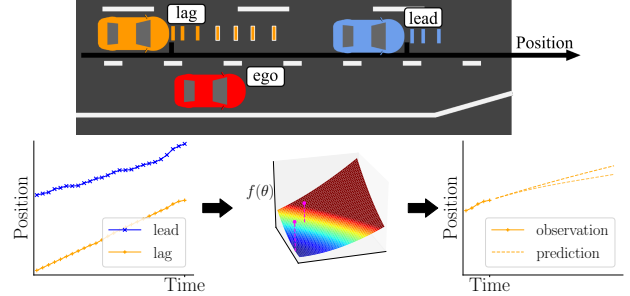 lag
lead
Position
ego
Position
lead
lag
Time
f(θ)
Position
observation
prediction
Time